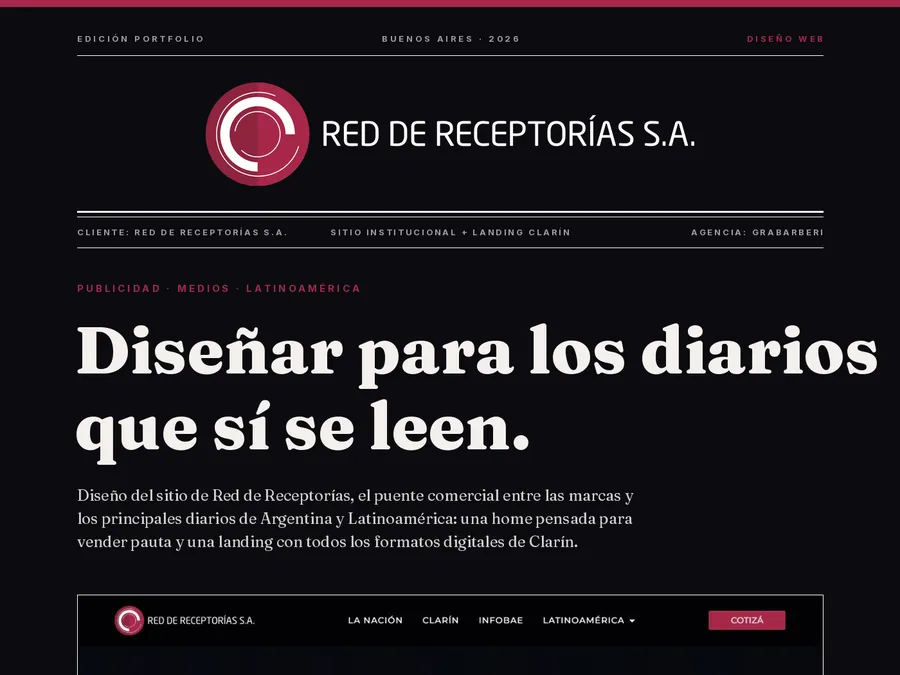 EDICIÓN PORTFOLIO
BUENOS AIRES · 2026
DISEÑO WEB
RED DE RECEPTORÍAS S.A.
CLIENTE: RED DE RECEPTORÍAS S.A.
SITIO INSTITUCIONAL + LANDING CLARÍN
AGENCIA: GRABARBERI
PUBLICIDAD · MEDIOS · LATINOAMÉRICA
Diseñar para los diarios
que sí se leen.
Diseño del sitio de Red de Receptorías, el puente comercial entre las marcas y
los principales diarios de Argentina y Latinoamérica: una home pensada para
vender pauta y una landing con todos los formatos digitales de Clarín.
RED DE RECEPTORÍAS S.A.
LA NACIÓN
CLARÍN
INFOBAE
LATINOAMÉRICA
COTIZÁ